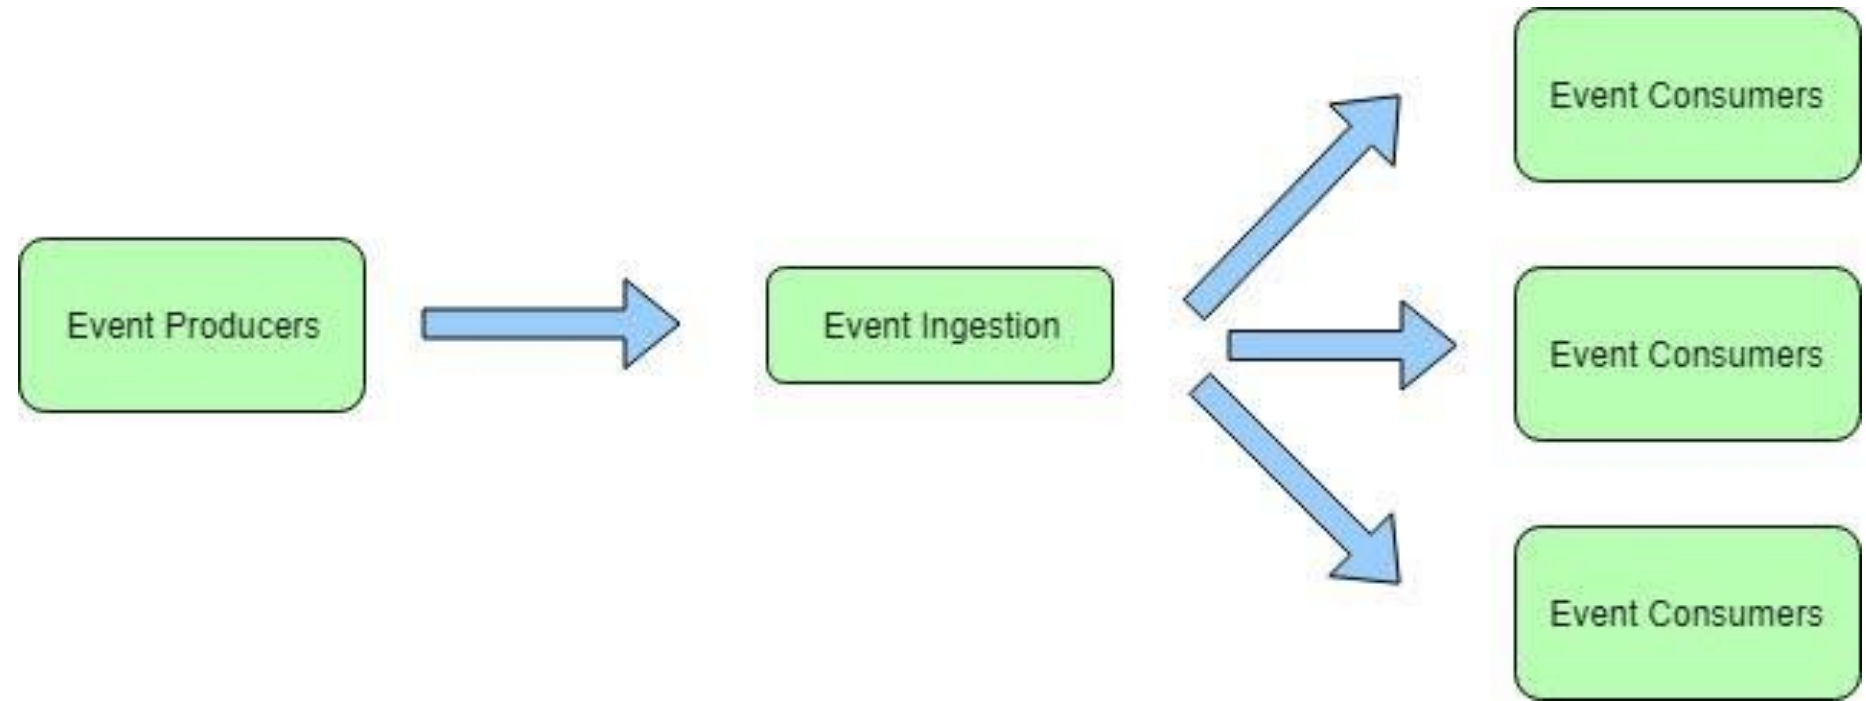 Event Producers
Event Ingestion
Event Consumers
Event Consumers
Event Consumers